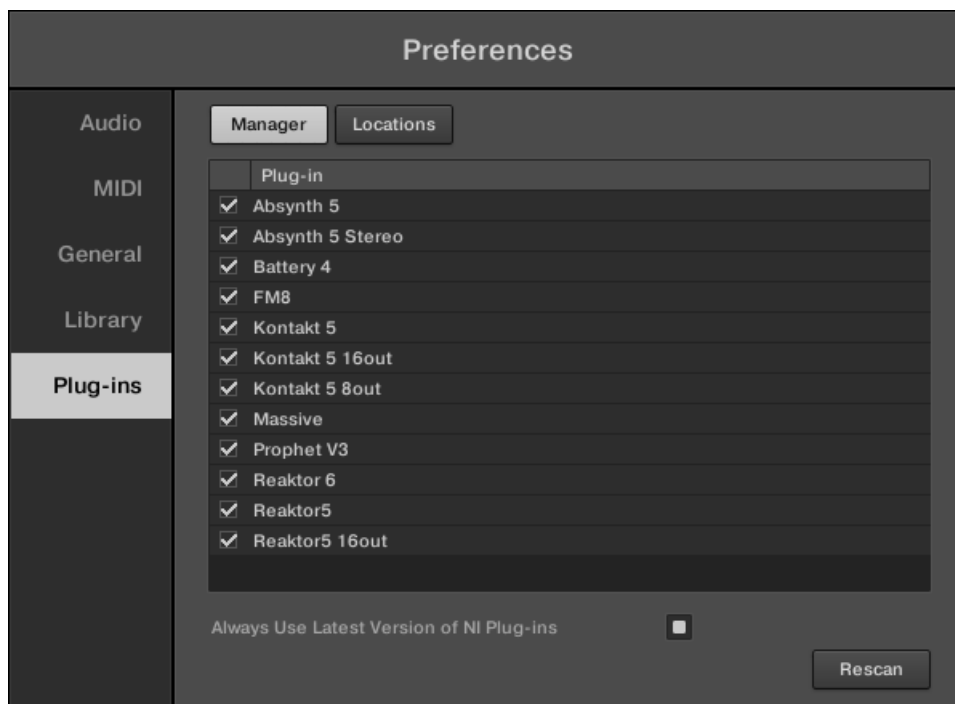 Preferences
Audio
MIDI
General
Library
Plug-ins
Manager
Locations
Plug-in
Absynth 5
Absynth 5 Stereo
Battery 4
FM8
Kontakt 5
Kontakt 5 16out
Kontakt 5 8out
Massive
Prophet V3
Reaktor 6
Reaktor5
Reaktor5 16out
Always Use Latest Version of NI Plug-ins
Rescan